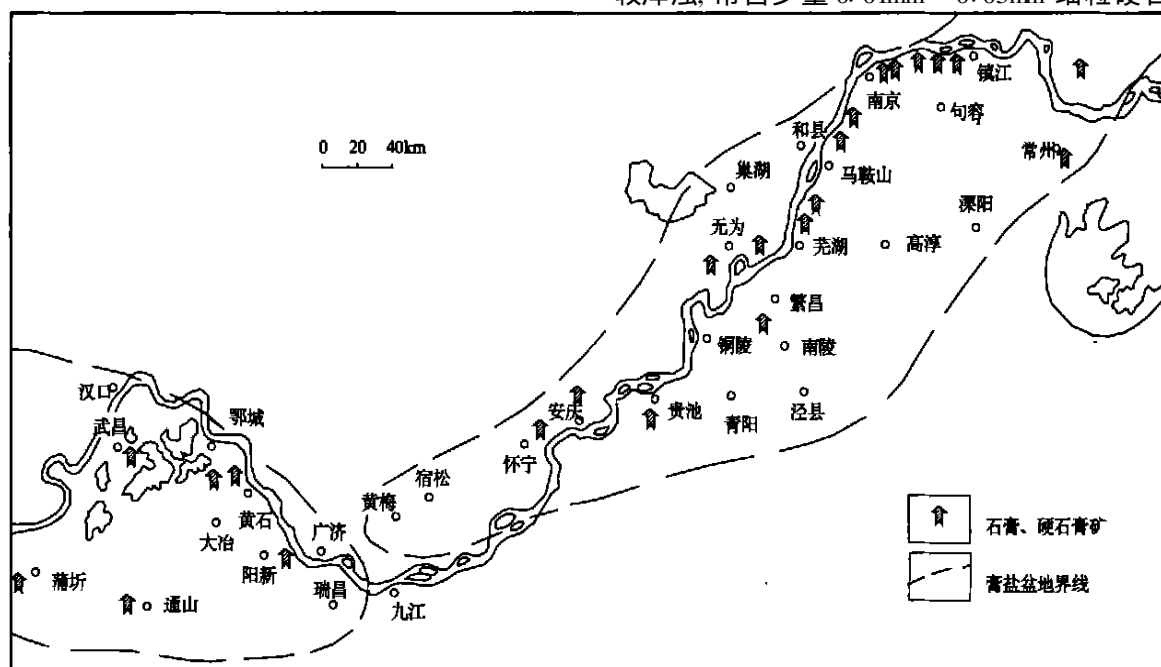 镇江
南京
句容
0 20 40km
和县
常州
巢湖
马鞍山
溧阳
无为
芜湖
高淳
繁昌
铜陵
南陵
汉口
鄂城
安庆
贵池
青阳
泾县
武昌
怀宁
宿松
黄梅
黄石
大冶
广济
阳新
石膏、硬石膏矿
蒲圻
瑞昌
九江
膏盐盆地界线
通山